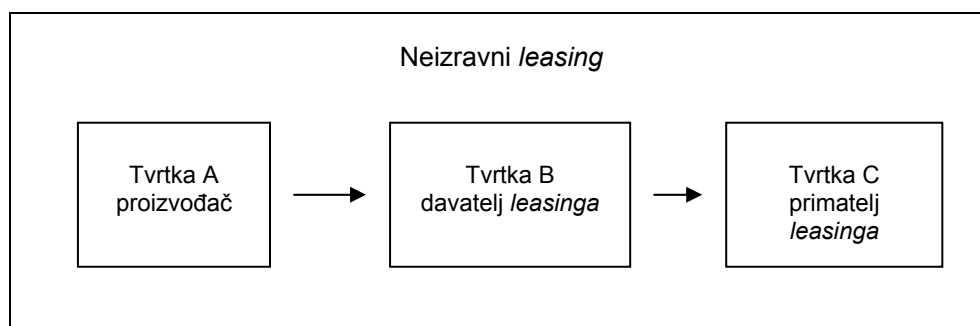 Neizravni leasing
Tvrtka A
proizvođač
Tvrtka B
davatelj leasinga
Tvrtka C
primatelj
leasinga